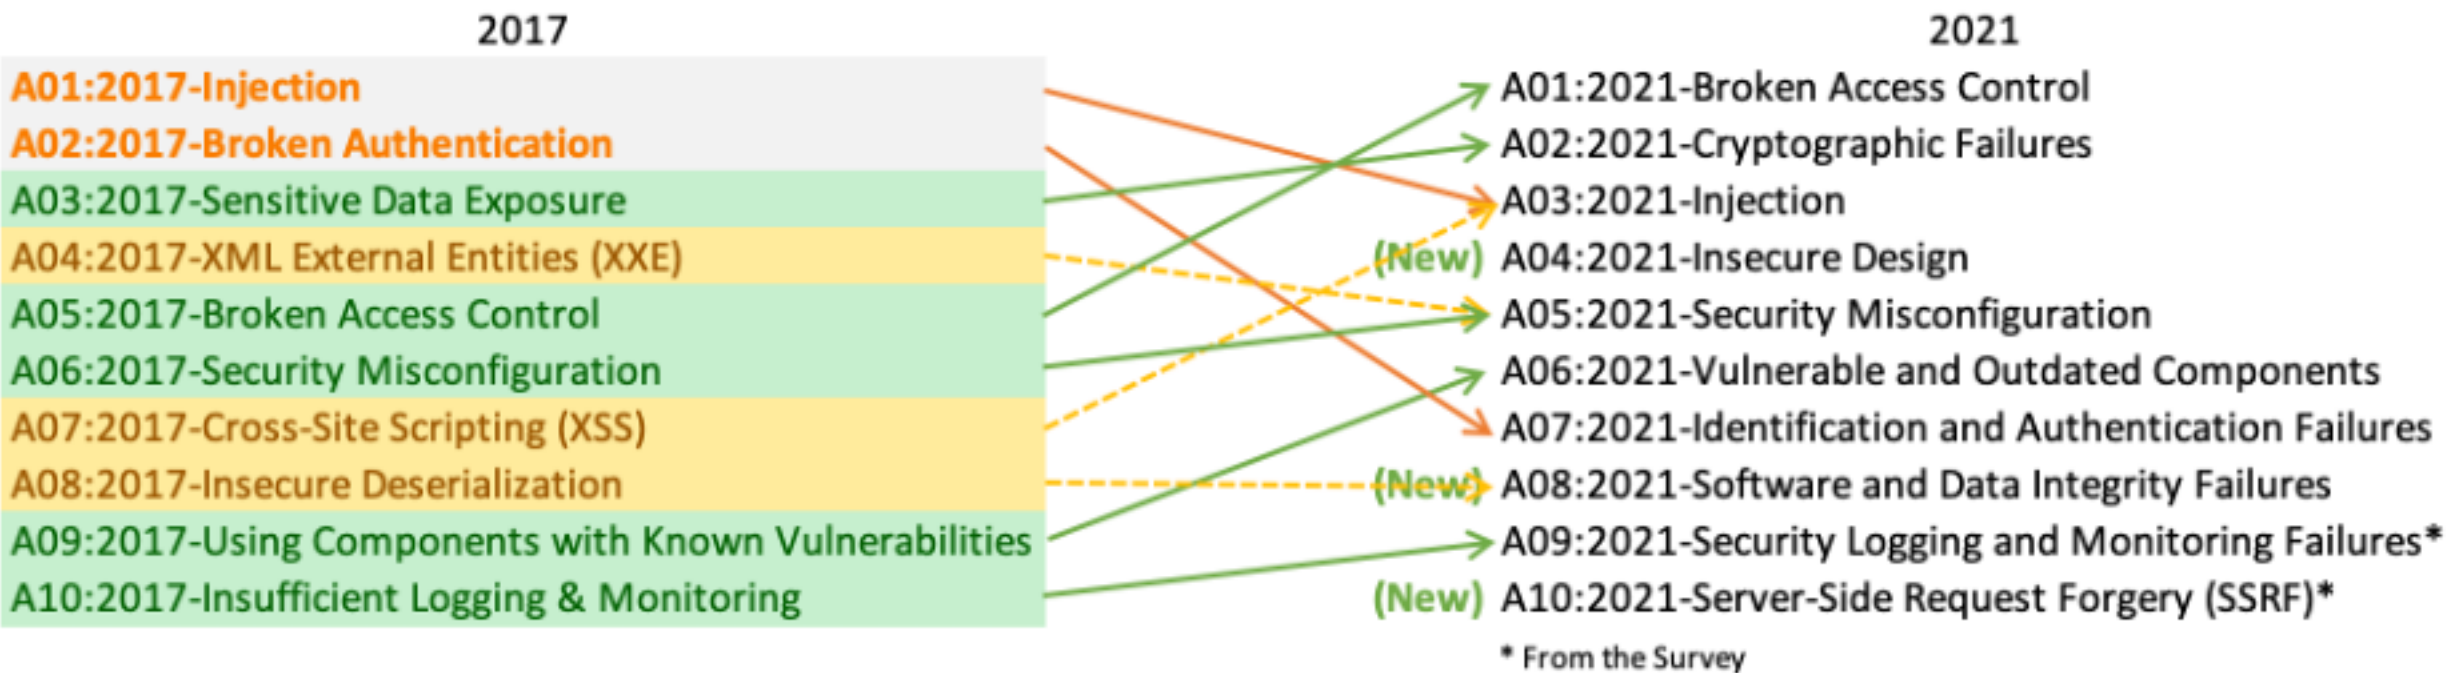 2017
A01:2017-Injection
A02:2017-Broken Authentication
A03:2017-Sensitive Data Exposure
A04:2017-XML External Entities (XXE)
A05:2017-Broken Access Control
A06:2017-Security Misconfiguration
A07:2017-Cross-Site Scripting (XSS)
A08:2017-Insecure Deserialization
A09:2017-Using Components with Known Vulnerabilities
A10:2017-Insufficient Logging & Monitoring
2021
A01:2021-Broken Access Control
A02:2021-Cryptographic Failures
A03:2021-Injection
(New) A04:2021-Insecure Design
A05:2021-Security Misconfiguration
A06:2021-Vulnerable and Outdated Components
A07:2021-Identification and Authentication Failures
(New) A08:2021-Software and Data Integrity Failures
A09:2021-Security Logging and Monitoring Failures*
(New) A10:2021-Server-Side Request Forgery (SSRF)*
* From the Survey